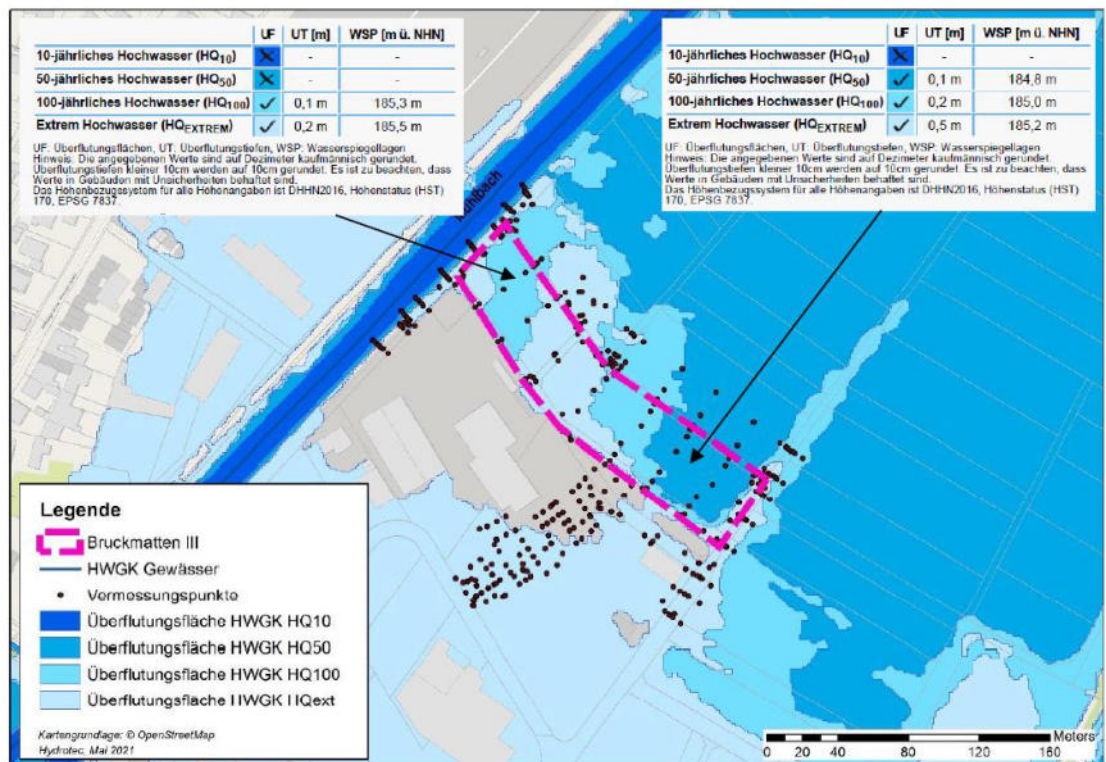 UF UT [m] WSP [m ü. NHN]
10-jährliches Hochwasser (HQ10) - -
50-jährliches Hochwasser (HQ50) - -
100-jährliches Hochwasser (HQ100) 0,1 m 185,3 m
Extrem Hochwasser (HQEXTREM) 0,2 m 185,5 m
UF: Überflutungsflächen, UT: Überflutungstiefen, WSP: Wasserspiegellagen
Hinweis: Die angegebenen Werte sind auf Dezimeter kaufmännisch gerundet.
Überflutungstiefen kleiner 10cm werden auf 10cm gerundet. Es ist zu beachten, dass
Werte in Gebäuden mit Unsicherheiten behaftet sind.
Das Höhenbezugssystem für alle Höhenangaben ist DHHN2016, Höhenstatus (HST)
170, EPSG 7837.
UF UT [m] WSP [m ü. NHN]
10-jährliches Hochwasser (HQ10) - -
50-jährliches Hochwasser (HQ50) 0,1 m 184,8 m
100-jährliches Hochwasser (HQ100) 0,2 m 185,0 m
Extrem Hochwasser (HQEXTREM) 0,5 m 185,2 m
UF: Überflutungsflächen, UT: Überflutungstiefen, WSP: Wasserspiegellagen
Hinweis: Die angegebenen Werte sind auf Dezimeter kaufmännisch gerundet.
Überflutungstiefen kleiner 10cm werden auf 10cm gerundet. Es ist zu beachten, dass
Werte in Gebäuden mit Unsicherheiten behaftet sind.
Das Höhenbezugssystem für alle Höhenangaben ist DHHN2016, Höhenstatus (HST)
170, EPSG 7837.
Legende
Bruckmatten III
HWGK Gewässer
Vermessungspunkte
Überflutungsfläche HWGK HQ10
Überflutungsfläche HWGK HQ50
Überflutungsfläche HWGK HQ100
Überflutungsfläche HWGK HQext
Kartengrundlage: © OpenStreetMap
Hydrotec, Mai 2021
Meters
0 20 40 80 120 160